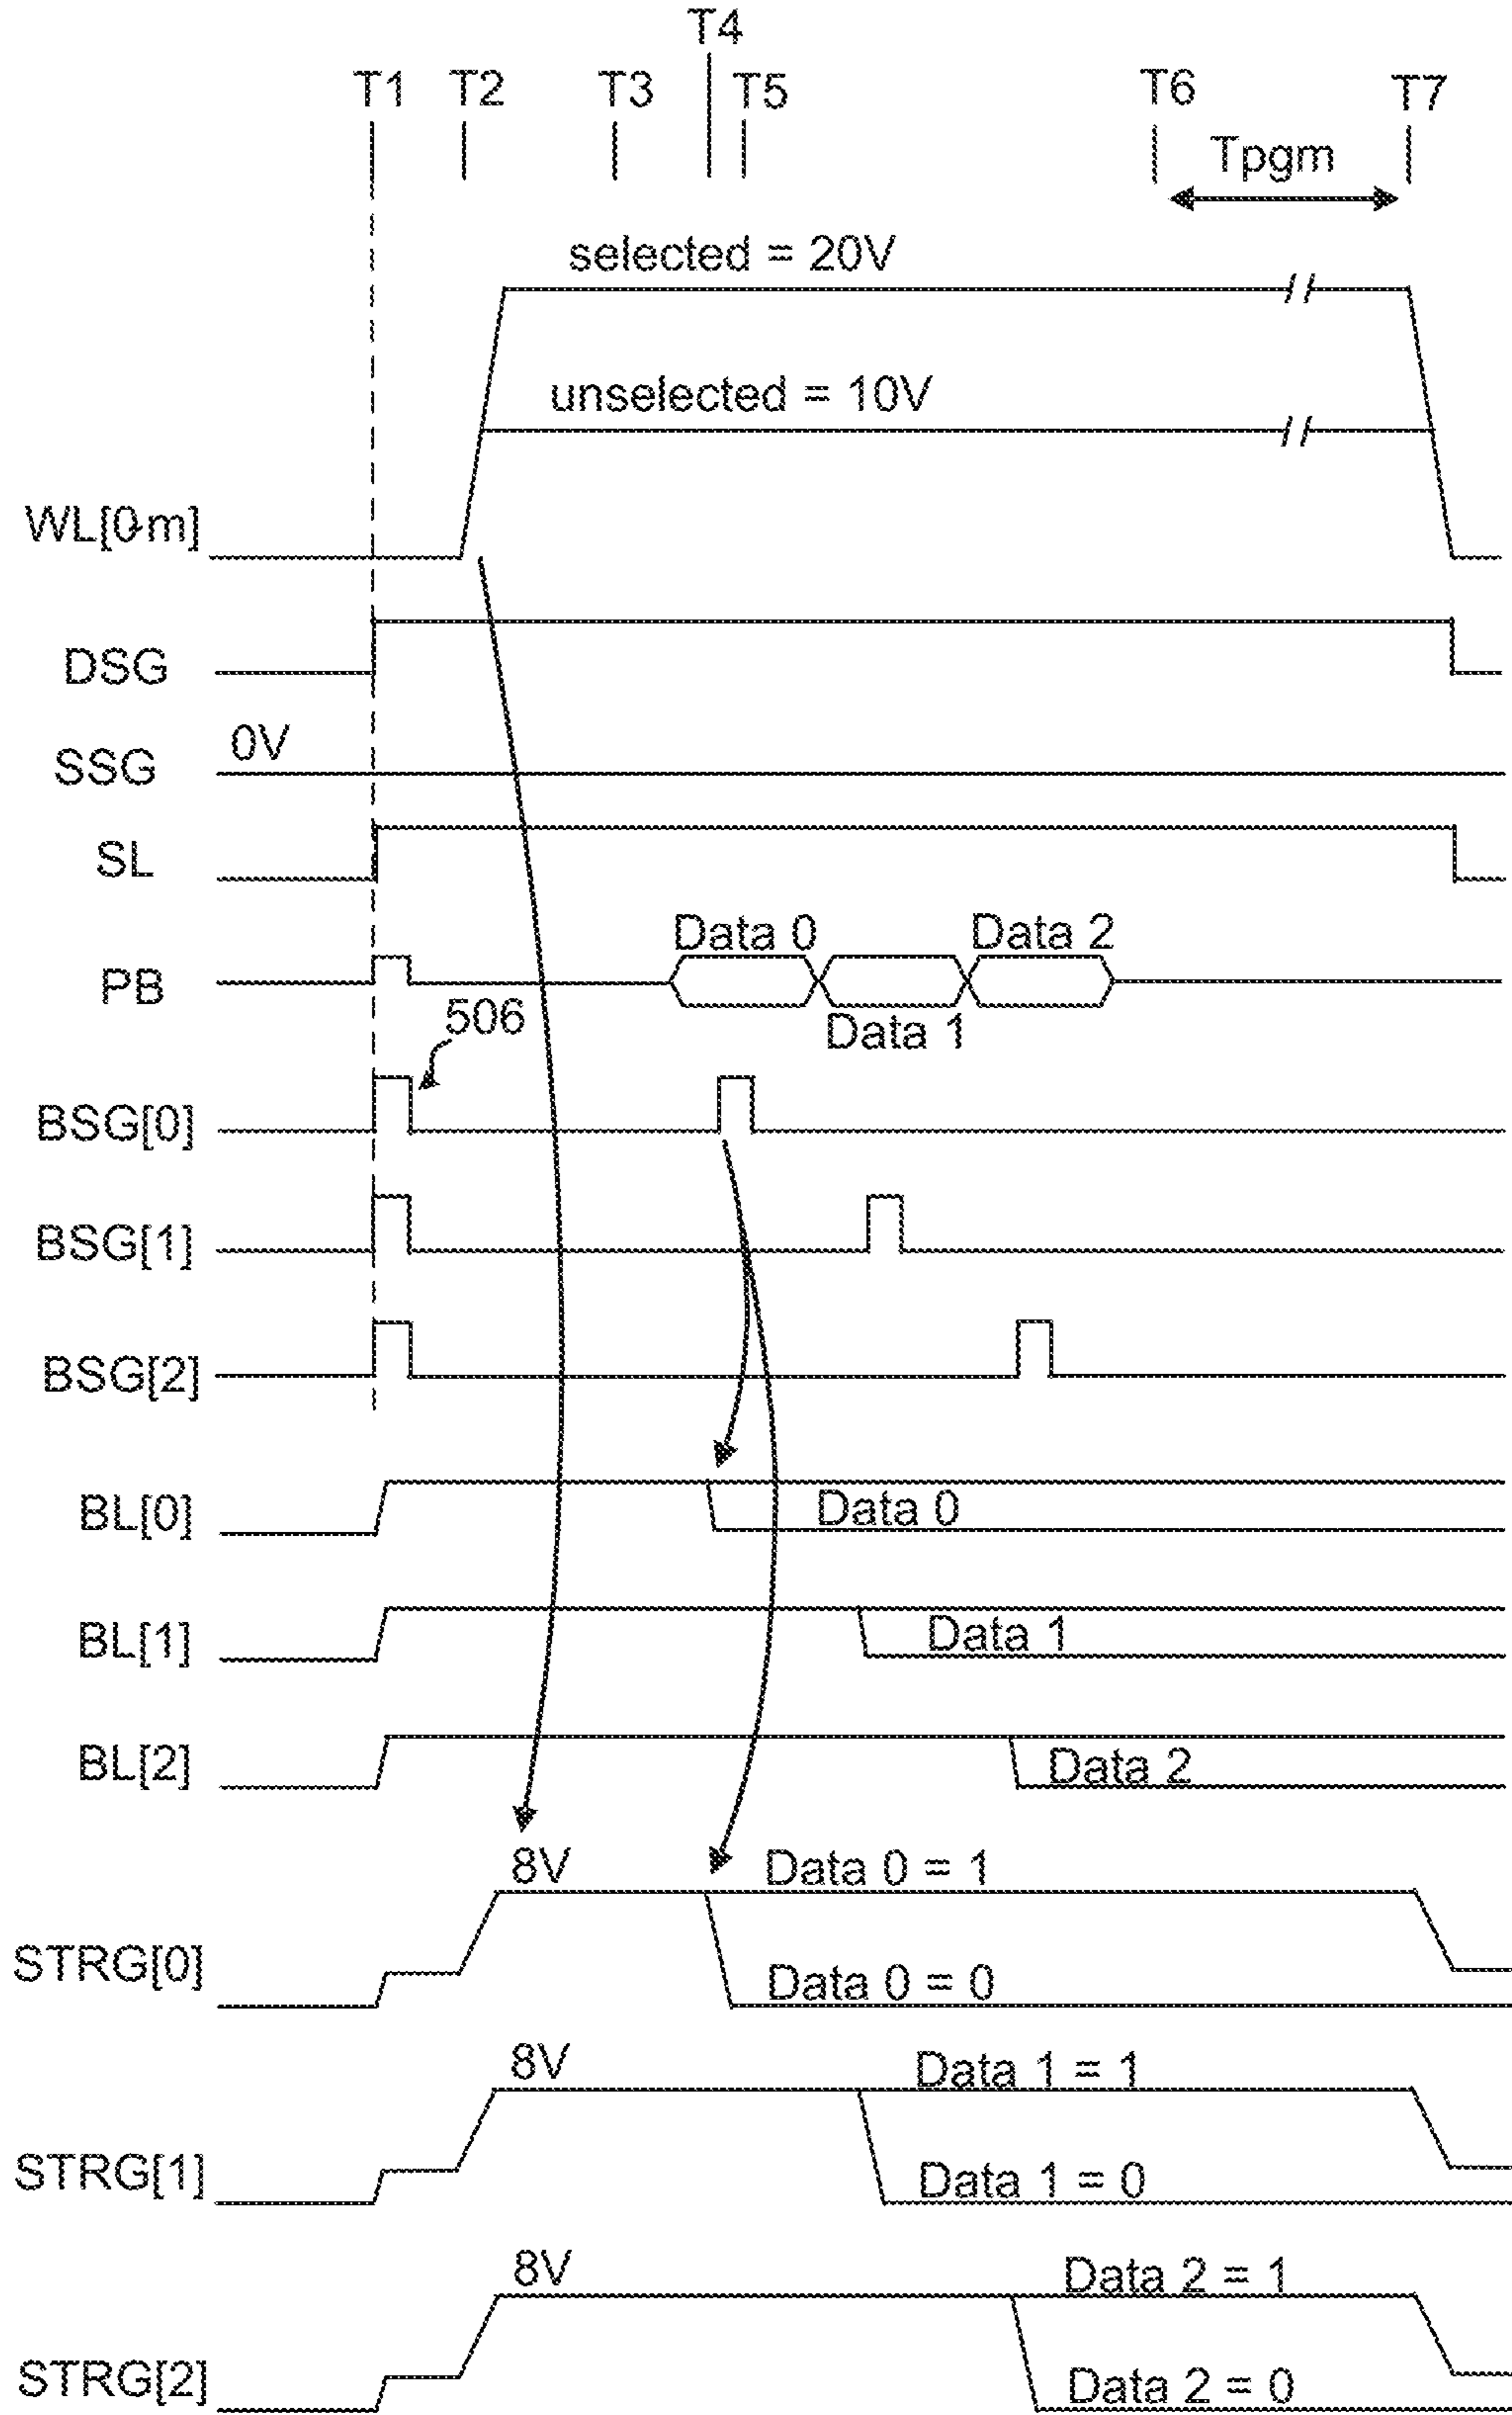 T4
T1 T2 T3 T5 T6 T7
Tpgm
selected = 20V
unselected = 10V
WL[0-m]
DSG
0V
SSG
SL
Data 0 Data 2
PB
506
Data 1
BSG[0]
BSG[1]
BSG[2]
BL[0] Data 0
BL[1] Data 1
BL[2] Data 2
8V Data 0 = 1
STRG[0]
Data 0 = 0
8V Data 1 = 1
STRG[1]
Data 1 = 0
8V Data 2 = 1
STRG[2]
Data 2 = 0